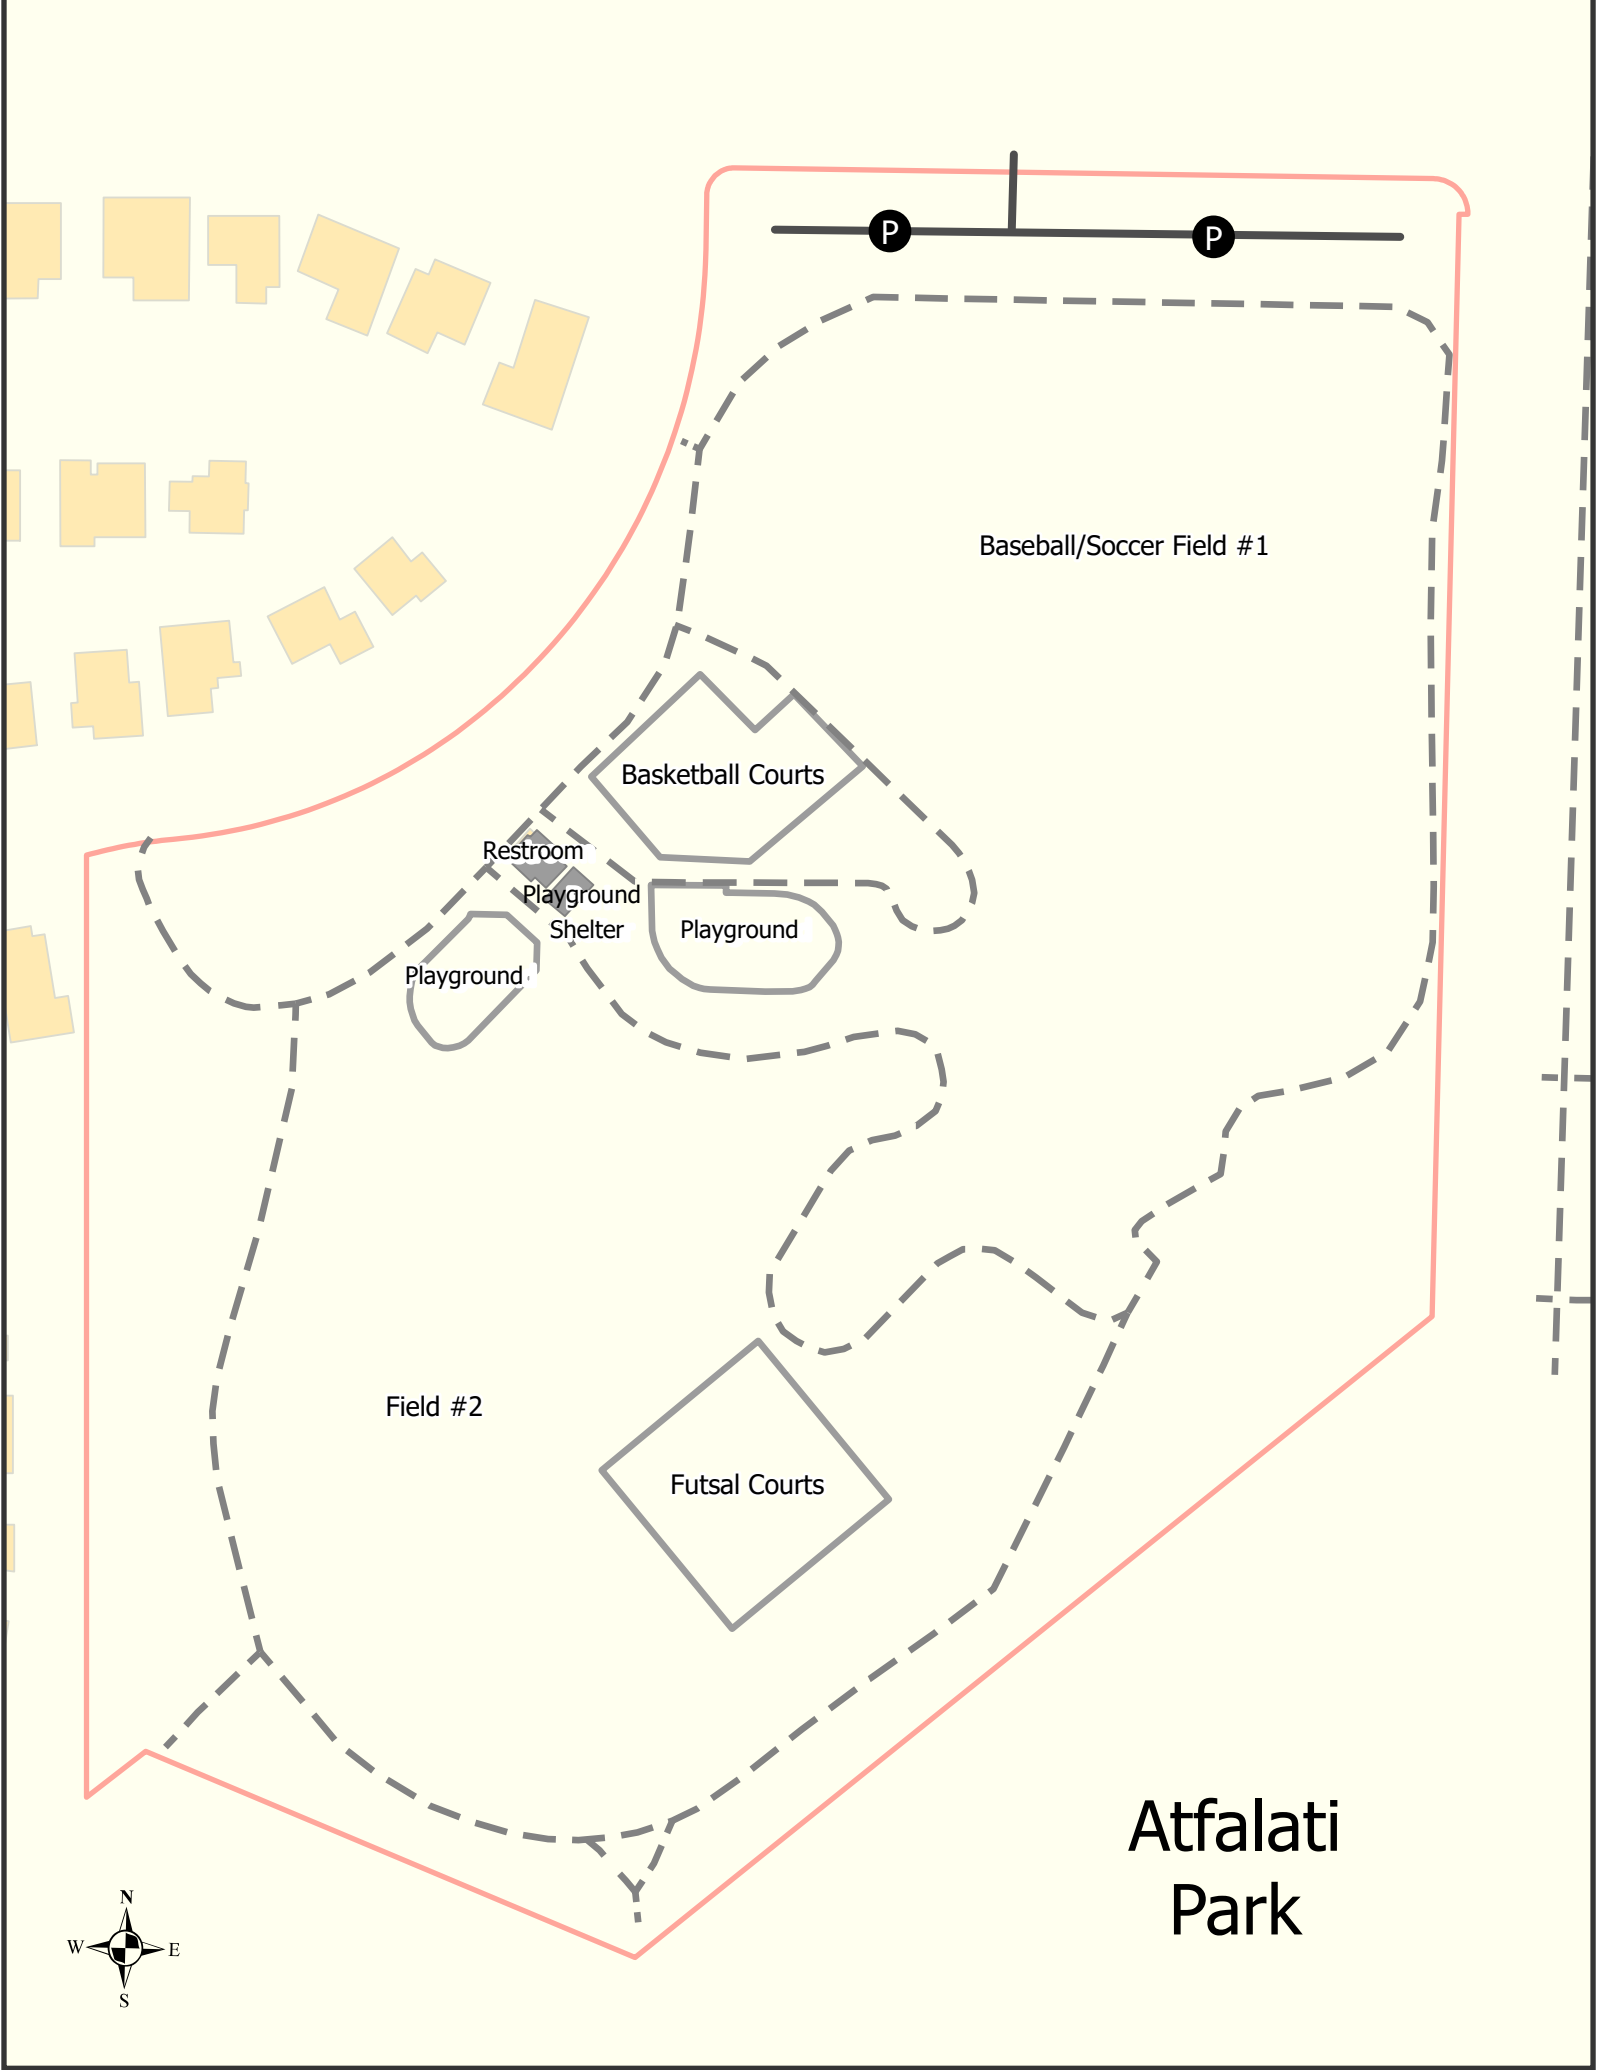 P
P
Baseball/Soccer Field #1
Basketball Courts
Restroom
Playground
Shelter
Playground
Playground
Field #2
Futsal Courts
Atfalati
Park
N
W
E
S